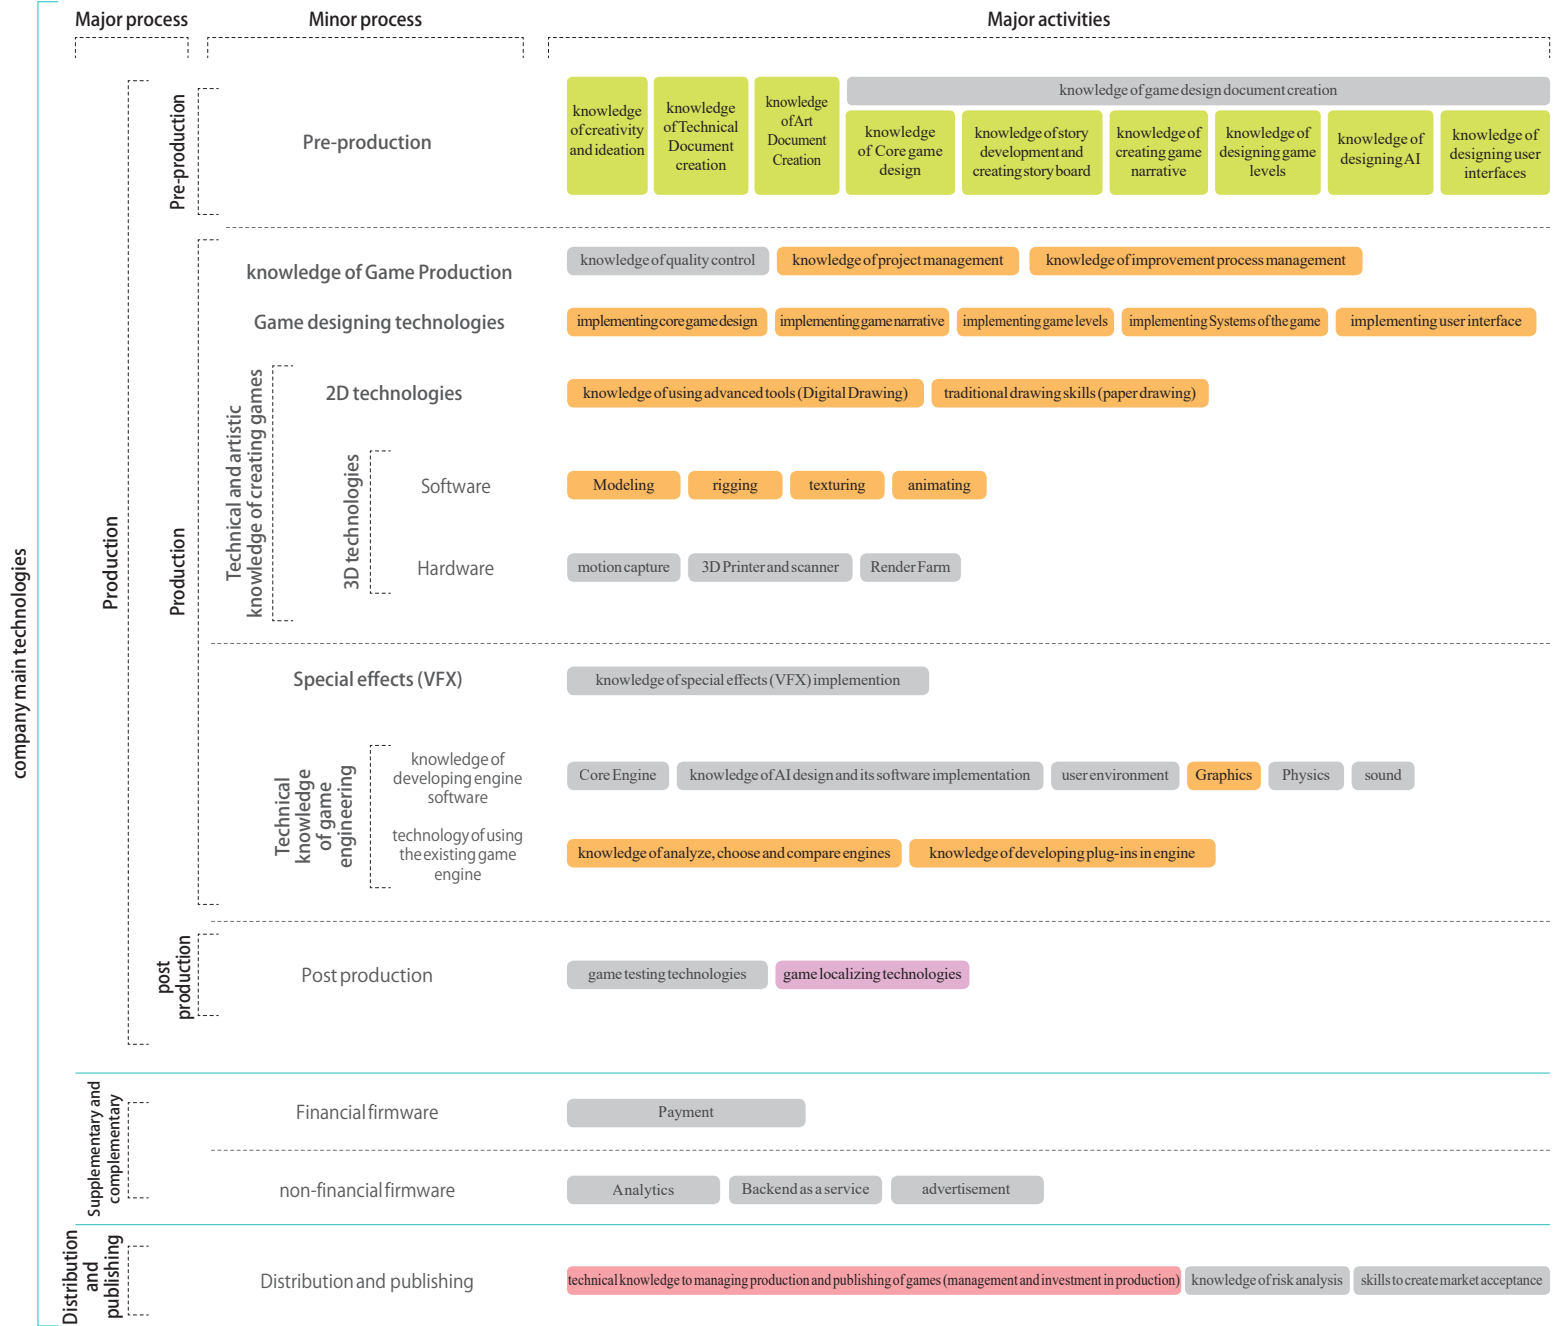 Major process
Minor process
Major activities
company main technologies
Production
Pre-production
Pre-production
knowledge
of creativity
and ideation
knowledge
of Technical
Document
creation
knowledge
of Art
Document
Creation
knowledge of game design document creation
knowledge
of Core game
design
knowledge of story
development and
creating story board
knowledge of
creating game
narrative
knowledge of
designing game
levels
knowledge of
designing AI
knowledge of
designing user
interfaces
Production
knowledge of Game Production
knowledge of quality control
knowledge of project management
knowledge of improvement process management
Game designing technologies
implementing core game design
implementing game narrative
implementing game levels
implementing Systems of the game
implementing user interface
Technical and artistic
knowledge of creating games
2D technologies
knowledge of using advanced tools (Digital Drawing)
traditional drawing skills (paper drawing)
3D technologies
Software
Modeling
rigging
texturing
animating
Hardware
motion capture
3D Printer and scanner
Render Farm
Special effects (VFX)
knowledge of special effects (VFX) implemention
Technical
knowledge
of game
engineering
knowledge of
developing engine
software
Core Engine
knowledge of AI design and its software implementation
user environment
Graphics
Physics
sound
technology of using
the existing game
engine
knowledge of analyze, choose and compare engines
knowledge of developing plug-ins in engine
post
production
Post production
game testing technologies
game localizing technologies
Supplementary and
complementary
Financial firmware
Payment
non-financial firmware
Analytics
Backend as a service
advertisement
Distribution
and
publishing
Distribution and publishing
technical knowledge to managing production and publishing of games (management and investment in production)
knowledge of risk analysis
skills to create market acceptance